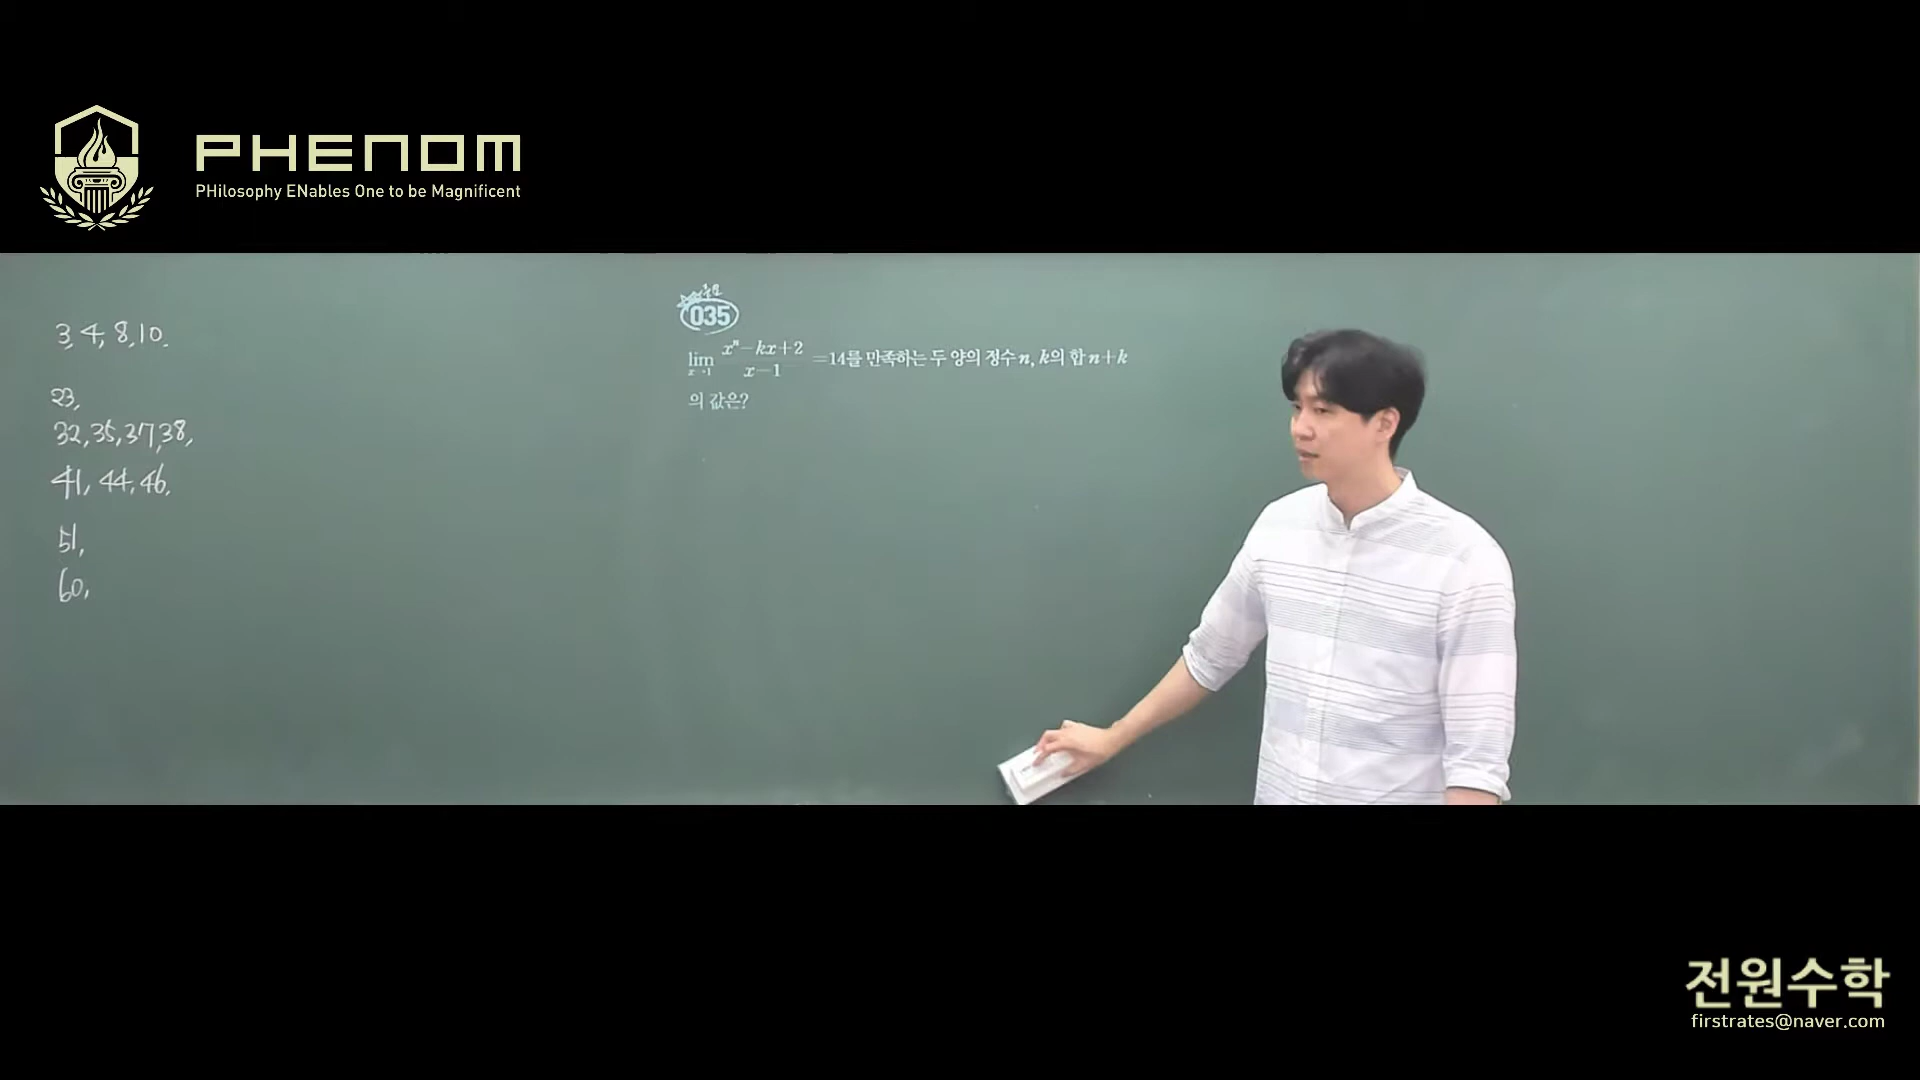 PHENOM
PHilosophy ENables One to be Magnificent
3, 4, 8, 10.
23,
32, 35, 37, 38,
41, 44, 46,
51,
60,
035
lim x→1 (xⁿ-kx+2)/(x-1) =14를 만족하는 두 양의 정수 n, k의 합 n+k
의 값은?
전원수학
firstrates@naver.com